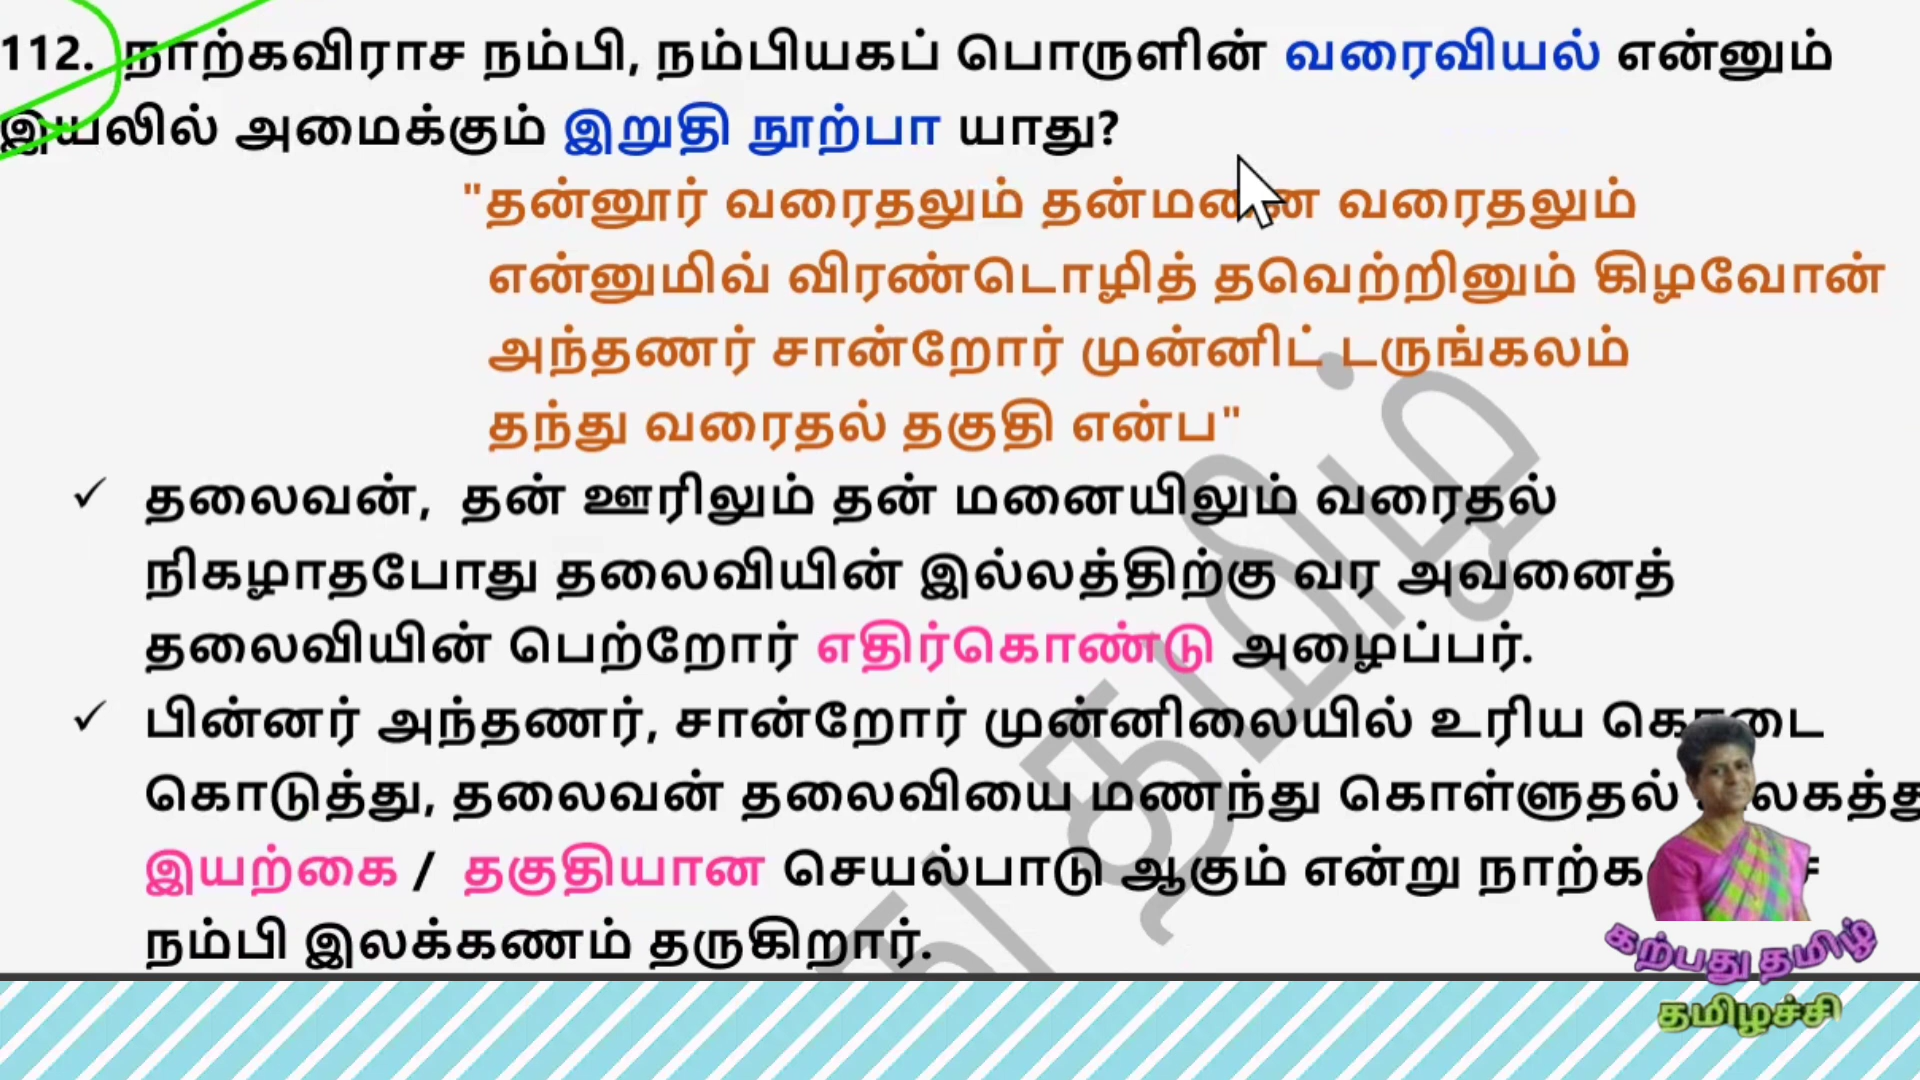 112. நாற்கவிராச நம்பி, நம்பியகப் பொருளின் வரைவியல் என்னும்
இயலில் அமைக்கும் இறுதி நூற்பா யாது?
"தன்னூர் வரைதலும் தன்மனை வரைதலும்
என்னுமிவ் விரண்டொழித் தவெற்றினும் கிழவோன்
அந்தணர் சான்றோர் முன்னிட் டருங்கலம்
தந்து வரைதல் தகுதி என்ப"
✓ தலைவன், தன் ஊரிலும் தன் மனையிலும் வரைதல்
நிகழாதபோது தலைவியின் இல்லத்திற்கு வர அவனைத்
தலைவியின் பெற்றோர் எதிர்கொண்டு அழைப்பர்.
✓ பின்னர் அந்தணர், சான்றோர் முன்னிலையில் உரிய கொடை
கொடுத்து, தலைவன் தலைவியை மணந்து கொள்ளுதல்
இயற்கை / தகுதியான செயல்பாடு ஆகும் என்று
நம்பி இலக்கணம் தருகிறார்.
கற்பது தமிழ்
தமிழச்சி